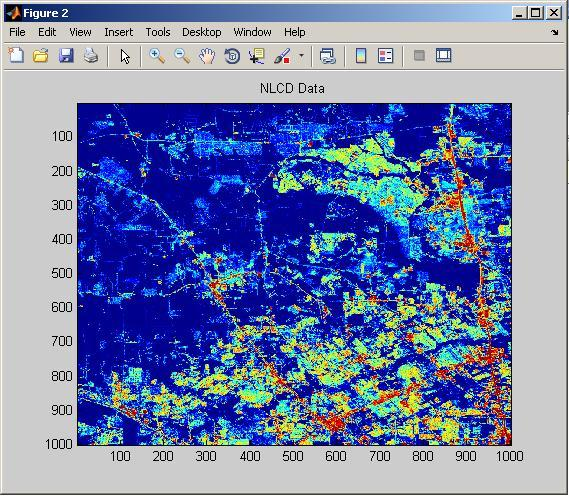 Figure 2
File Edit View Insert Tools Desktop Window Help
NLCD Data
100
200
300
400
500
600
700
800
900
1000
100 200 300 400 500 600 700 800 900 1000